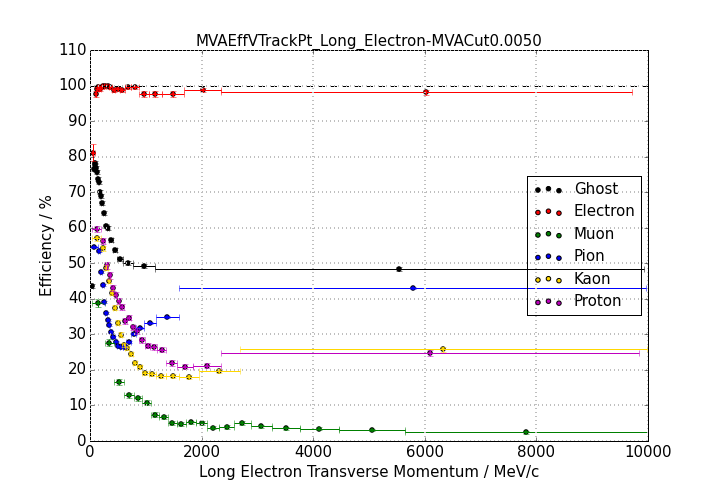 MVAEffVTrackPt_Long_Electron-MVACut0.0050
110
100
90
80
70
60
50
40
30
20
10
0
Efficiency / %
Ghost
Electron
Muon
Pion
Kaon
Proton
0 2000 4000 6000 8000 10000
Long Electron Transverse Momentum / MeV/c